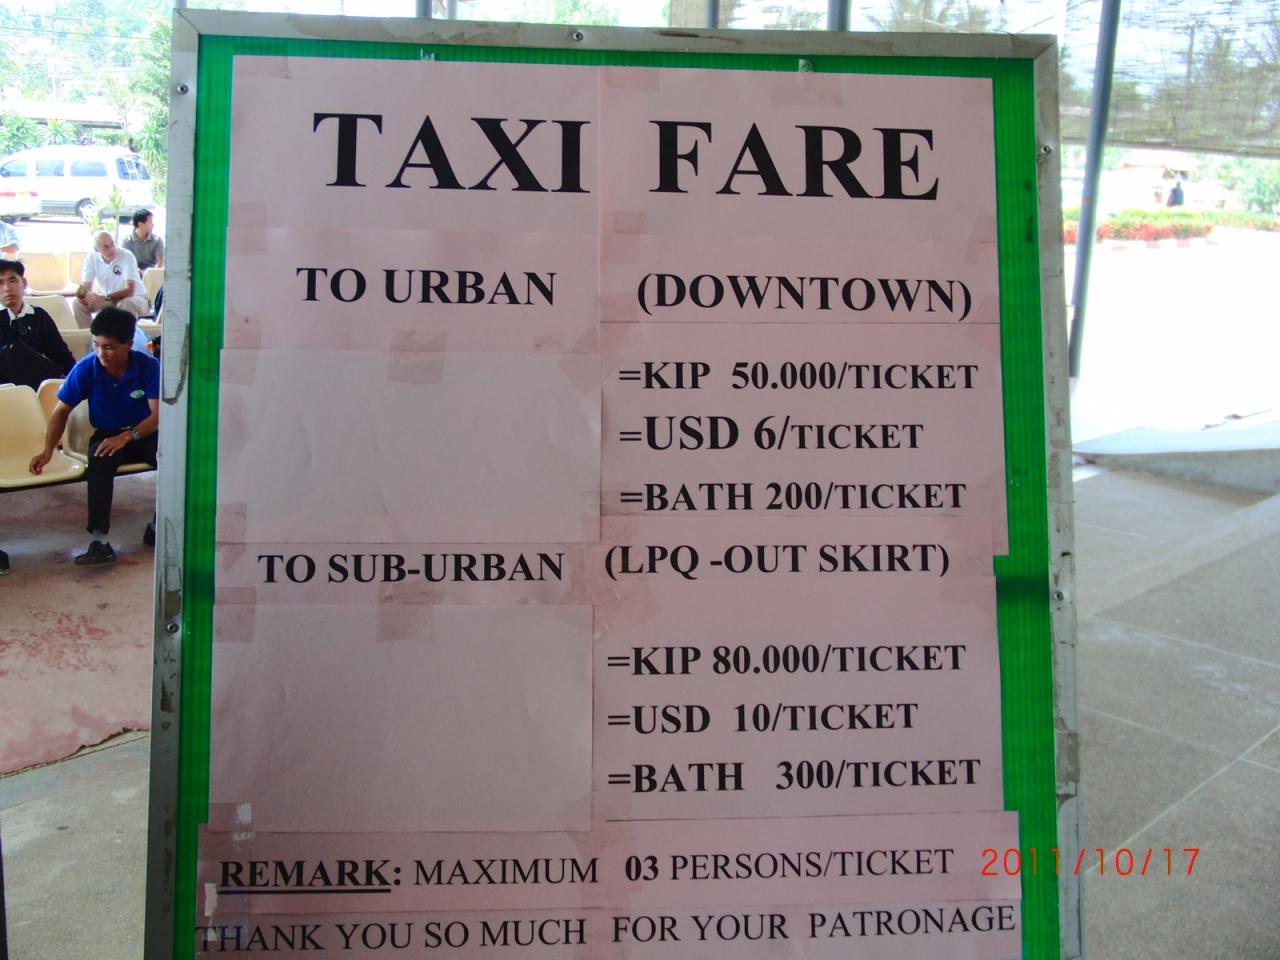 TAXI FARE
TO URBAN (DOWNTOWN)
=KIP 50.000/TICKET
=USD 6/TICKET
=BATH 200/TICKET
TO SUB-URBAN (LPQ -OUT SKIRT)
=KIP 80.000/TICKET
=USD 10/TICKET
=BATH 300/TICKET
REMARK: MAXIMUM 03 PERSONS/TICKET
2011/10/17
THANK YOU SO MUCH FOR YOUR PATRONAGE